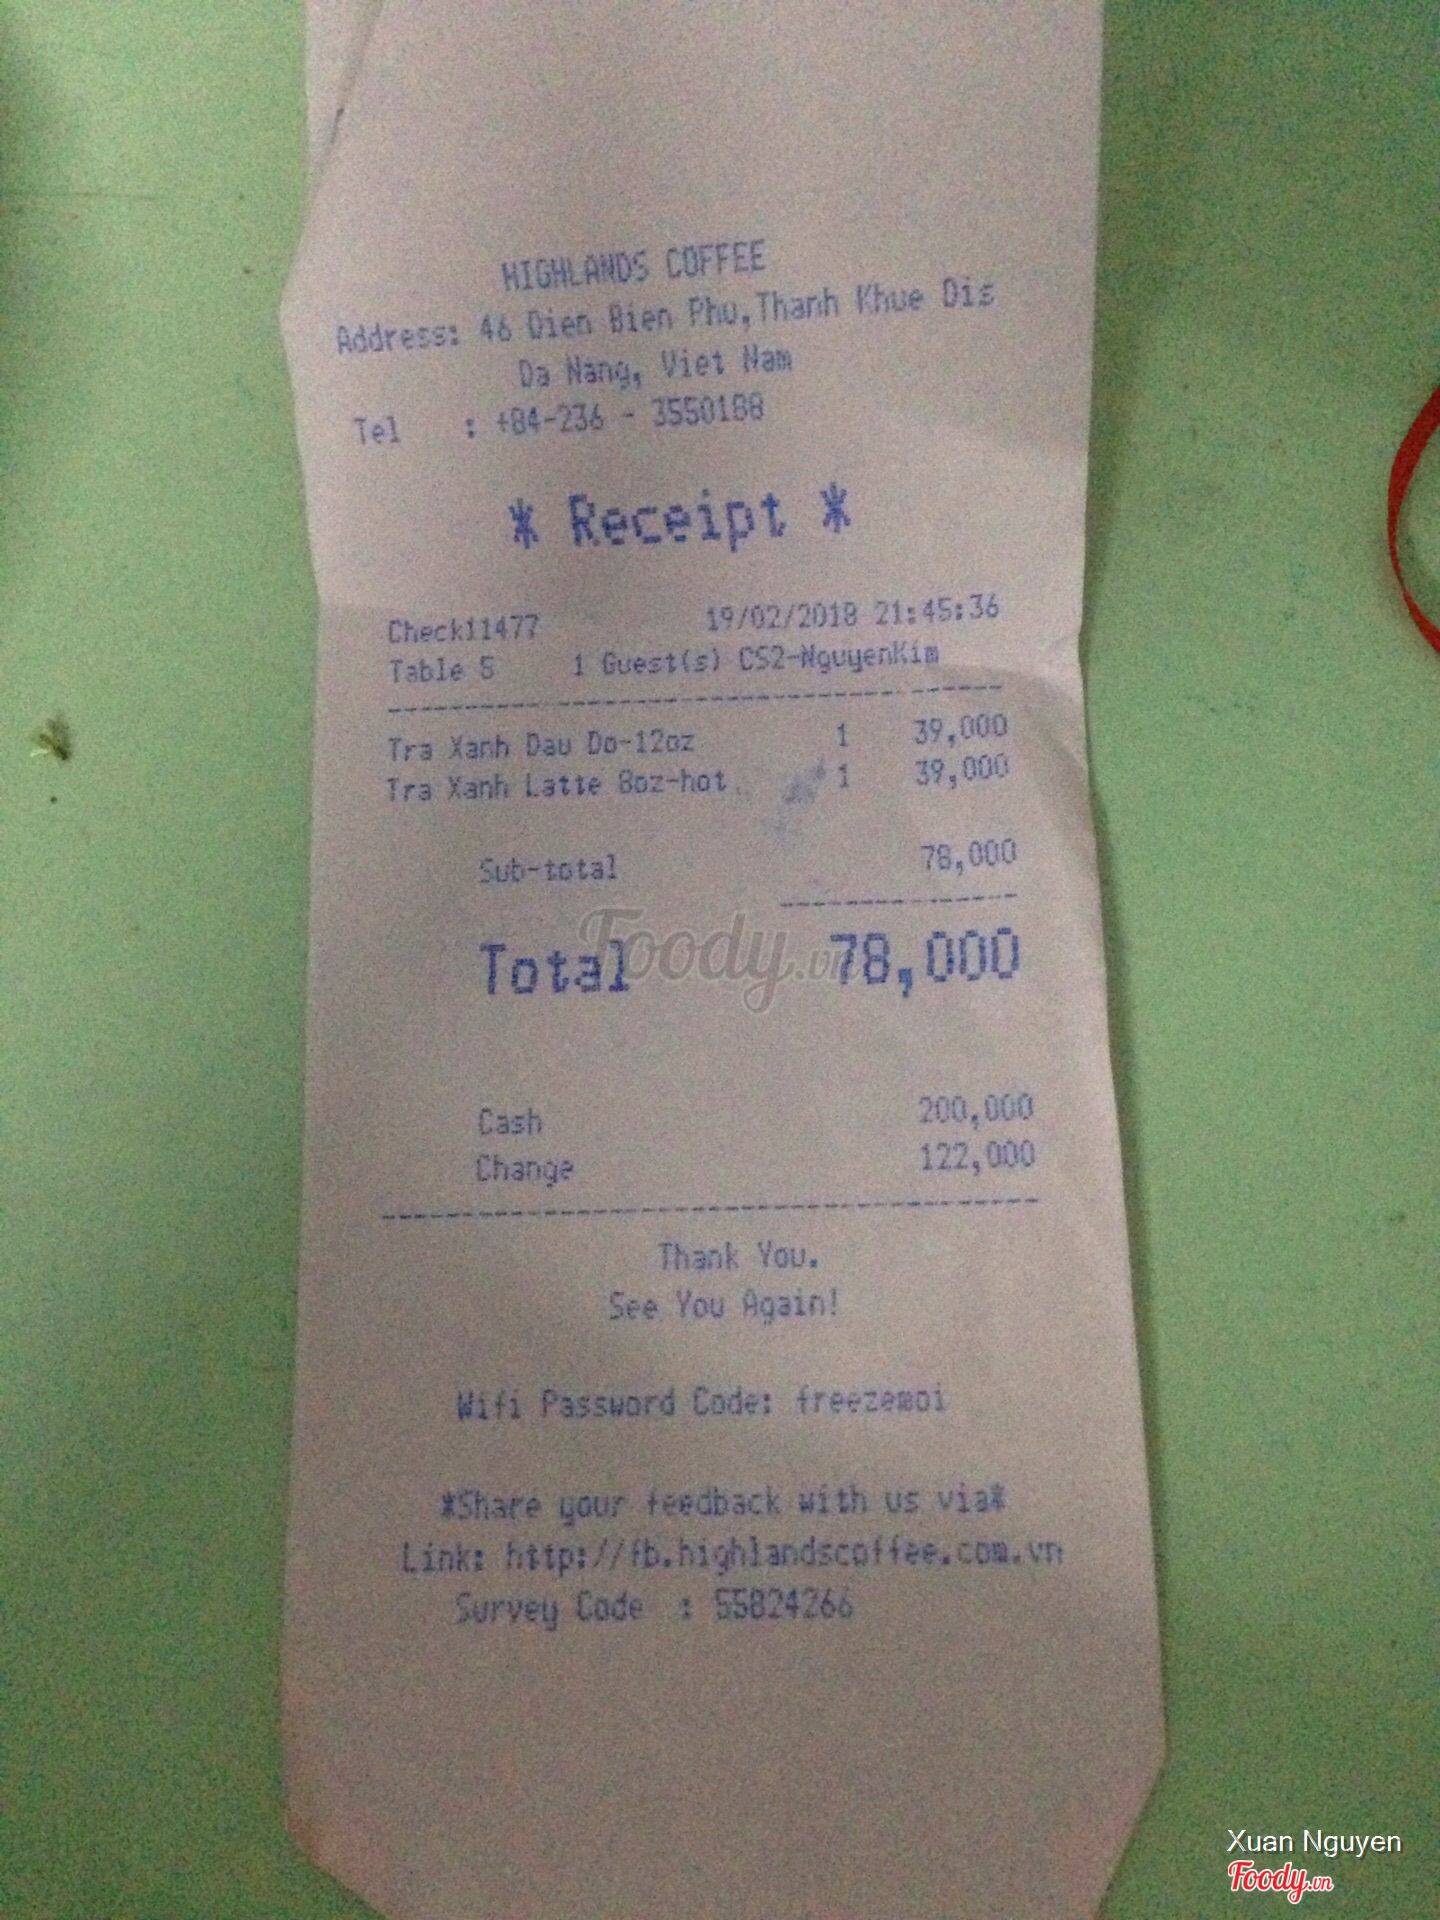 HIGHLANDS COFFEE
Address: 46 Dien Bien Phu,Thanh Khue Dis
Da Nang, Viet Nam
Tel : +84-236 - 3550188
* Receipt *
Check11477 19/02/2018 21:45:36
Table 5 1 Guest(s) CS2-NguyenKim
Tra Xanh Dau Do-12oz 1 39,000
Tra Xanh Latte 8oz-hot 1 39,000
Sub-total 78,000
Total 78,000
Foody.vn
Cash 200,000
Change 122,000
Thank You.
See You Again!
Wifi Password Code: freezemoi
*Share your feedback with us via*
Link: http://fb.highlandscoffee.com.vn
Survey Code : 55824266
Xuan Nguyen
Foody.vn